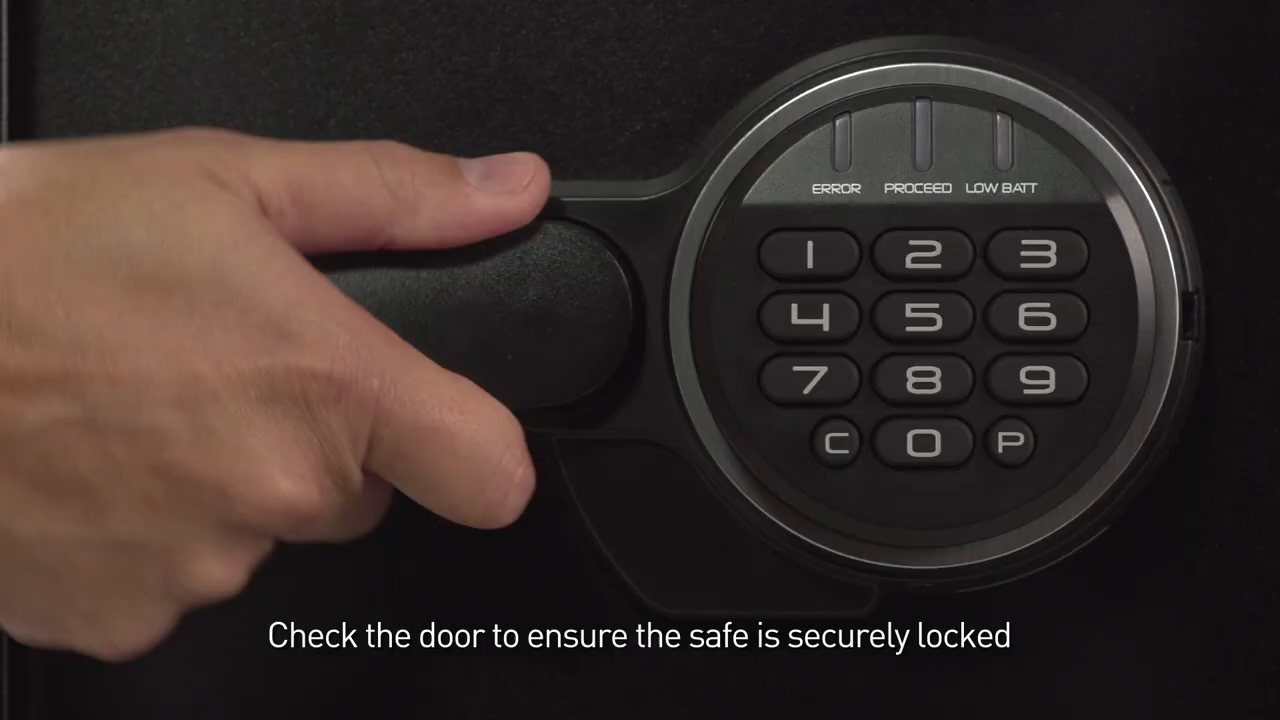 ERROR PROCEED LOW BATT
1 2 3
4 5 6
7 8 9
C 0 P
Check the door to ensure the safe is securely locked